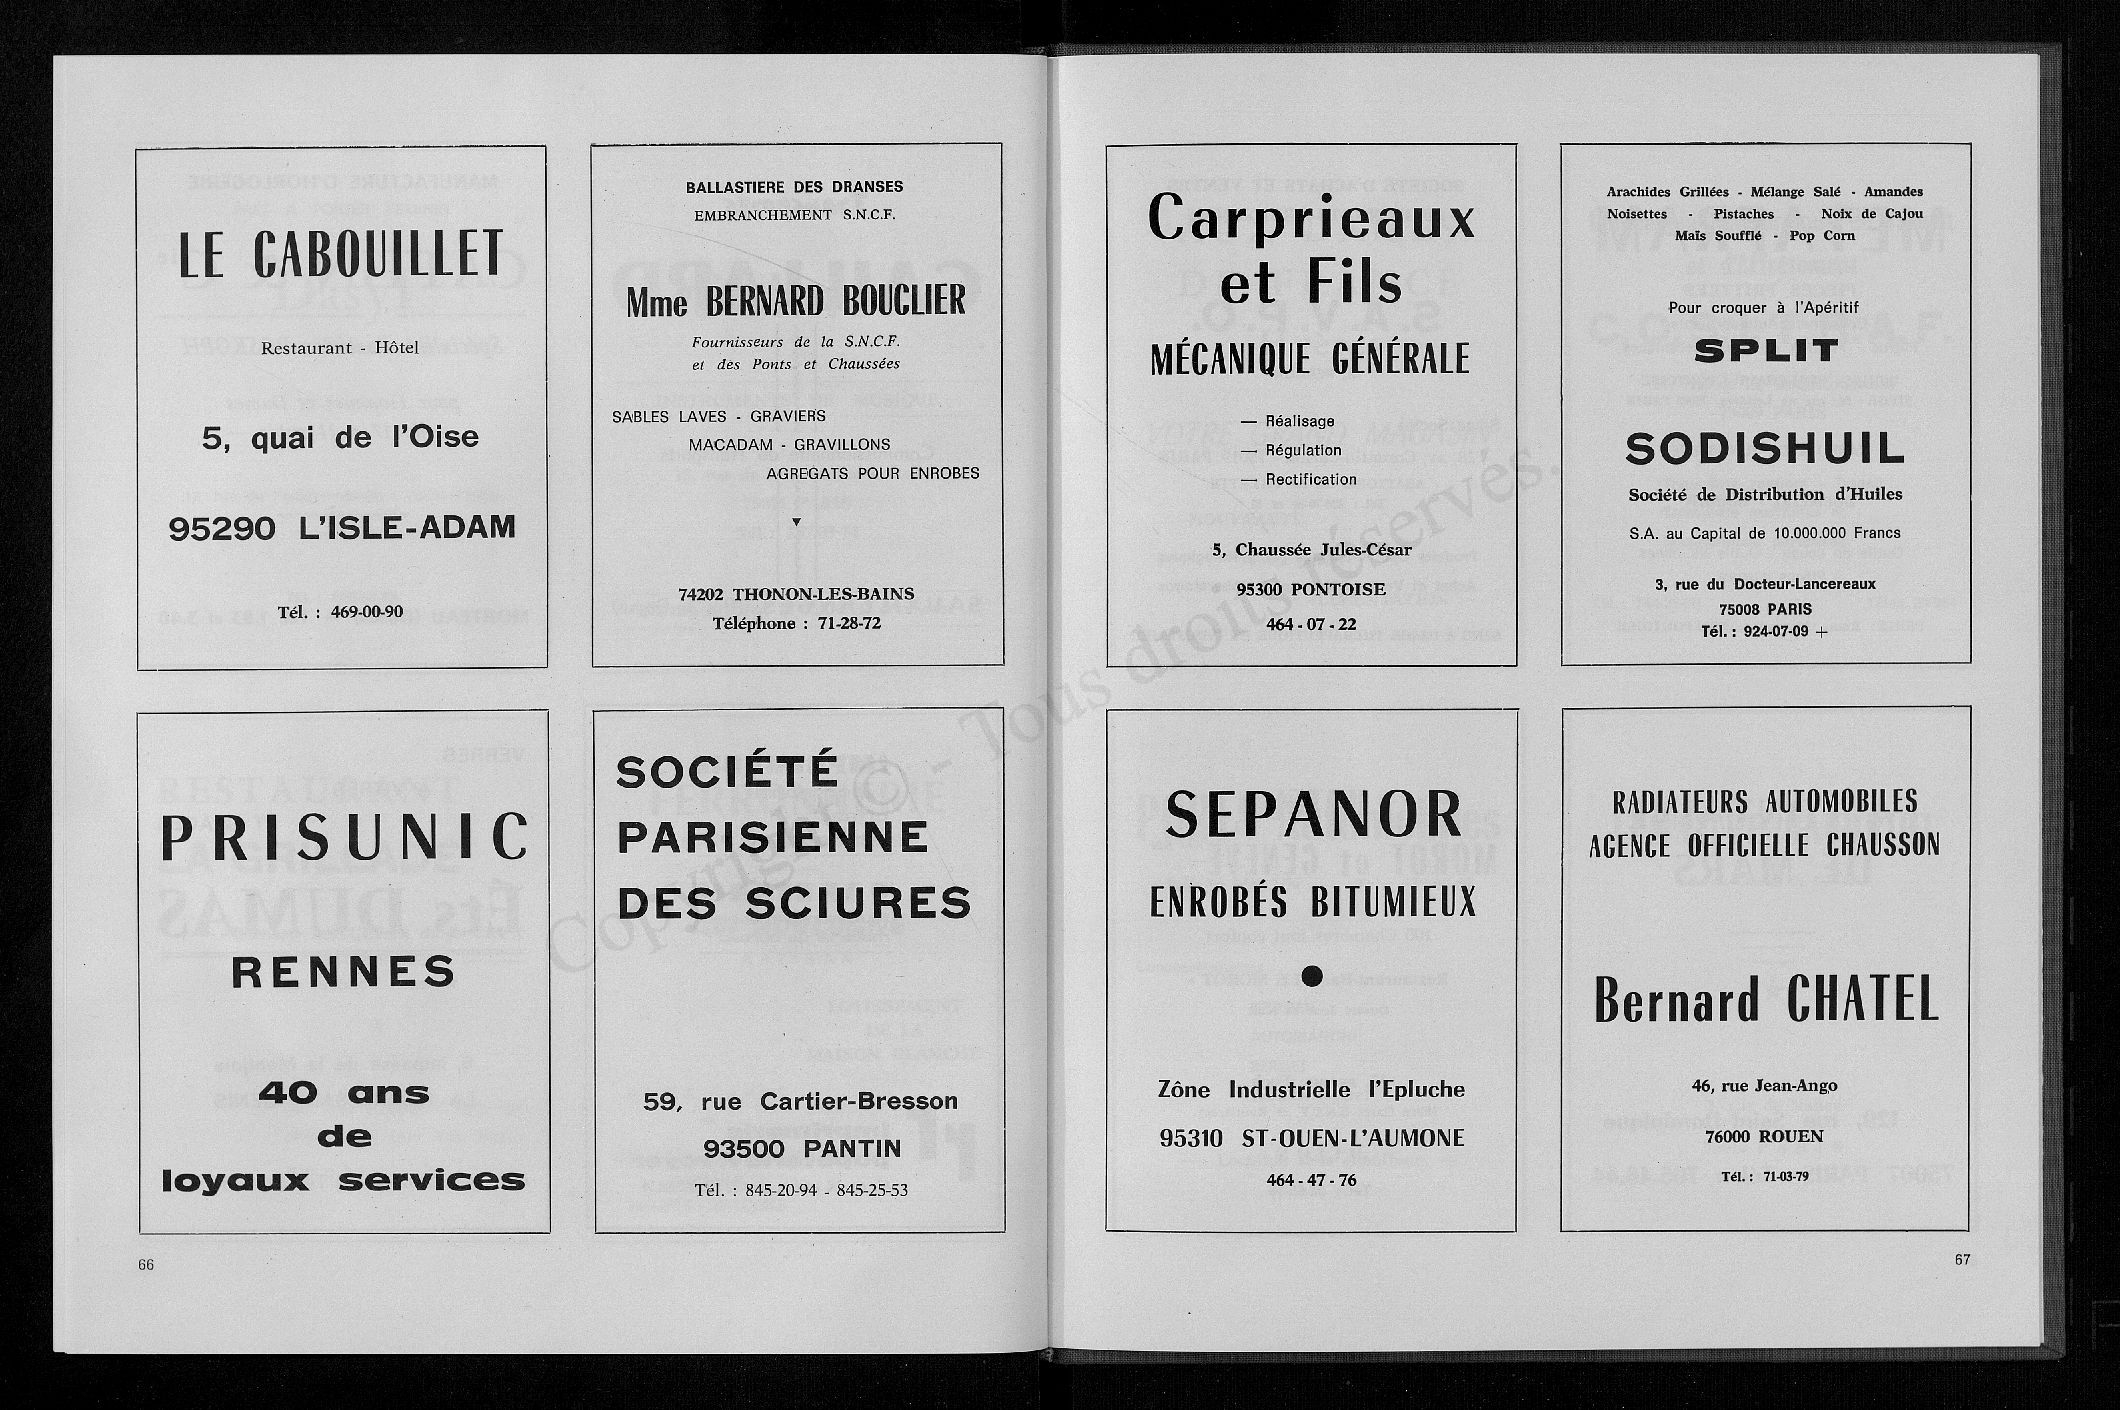 LE CABOUILLET
Restaurant - Hôtel
5, quai de l'Oise
95290 L'ISLE-ADAM
Tél. : 469-00-90
BALLASTIERE DES DRANSES
EMBRANCHEMENT S.N.C.F.
Mme BERNARD BOUCLIER
Fournisseurs de la S.N.C.F.
et des Ponts et Chaussées
SABLES LAVES - GRAVIERS
MACADAM - GRAVILLONS
AGREGATS POUR ENROBES
74202 THONON-LES-BAINS
Téléphone : 71-28-72
PRISUNIC
RENNES
40 ans
de
loyaux services
SOCIÉTÉ
PARISIENNE
DES SCIURES
59, rue Cartier-Bresson
93500 PANTIN
Tél. : 845-20-94 - 845-25-53
66
Carprieaux
et Fils
MÉCANIQUE GÉNÉRALE
— Réalisage
— Régulation
— Rectification
5, Chaussée Jules-César
95300 PONTOISE
464-07-22
Arachides Grillées - Mélange Salé - Amandes
Noisettes - Pistaches - Noix de Cajou
Maïs Soufflé - Pop Corn
Pour croquer à l'Apéritif
SPLIT
SODISHUIL
Société de Distribution d'Huiles
S.A. au Capital de 10.000.000 Francs
3, rue du Docteur-Lancereaux
75008 PARIS
Tél. : 924-07-09 +
SEPANOR
ENROBÉS BITUMIEUX
Zône Industrielle l'Epluche
95310 ST-OUEN-L'AUMONE
464-47-76
RADIATEURS AUTOMOBILES
AGENCE OFFICIELLE CHAUSSON
Bernard CHATEL
46, rue Jean-Ango
76000 ROUEN
Tél. : 71-03-79
67
Copyright © - Tous droits réservés.